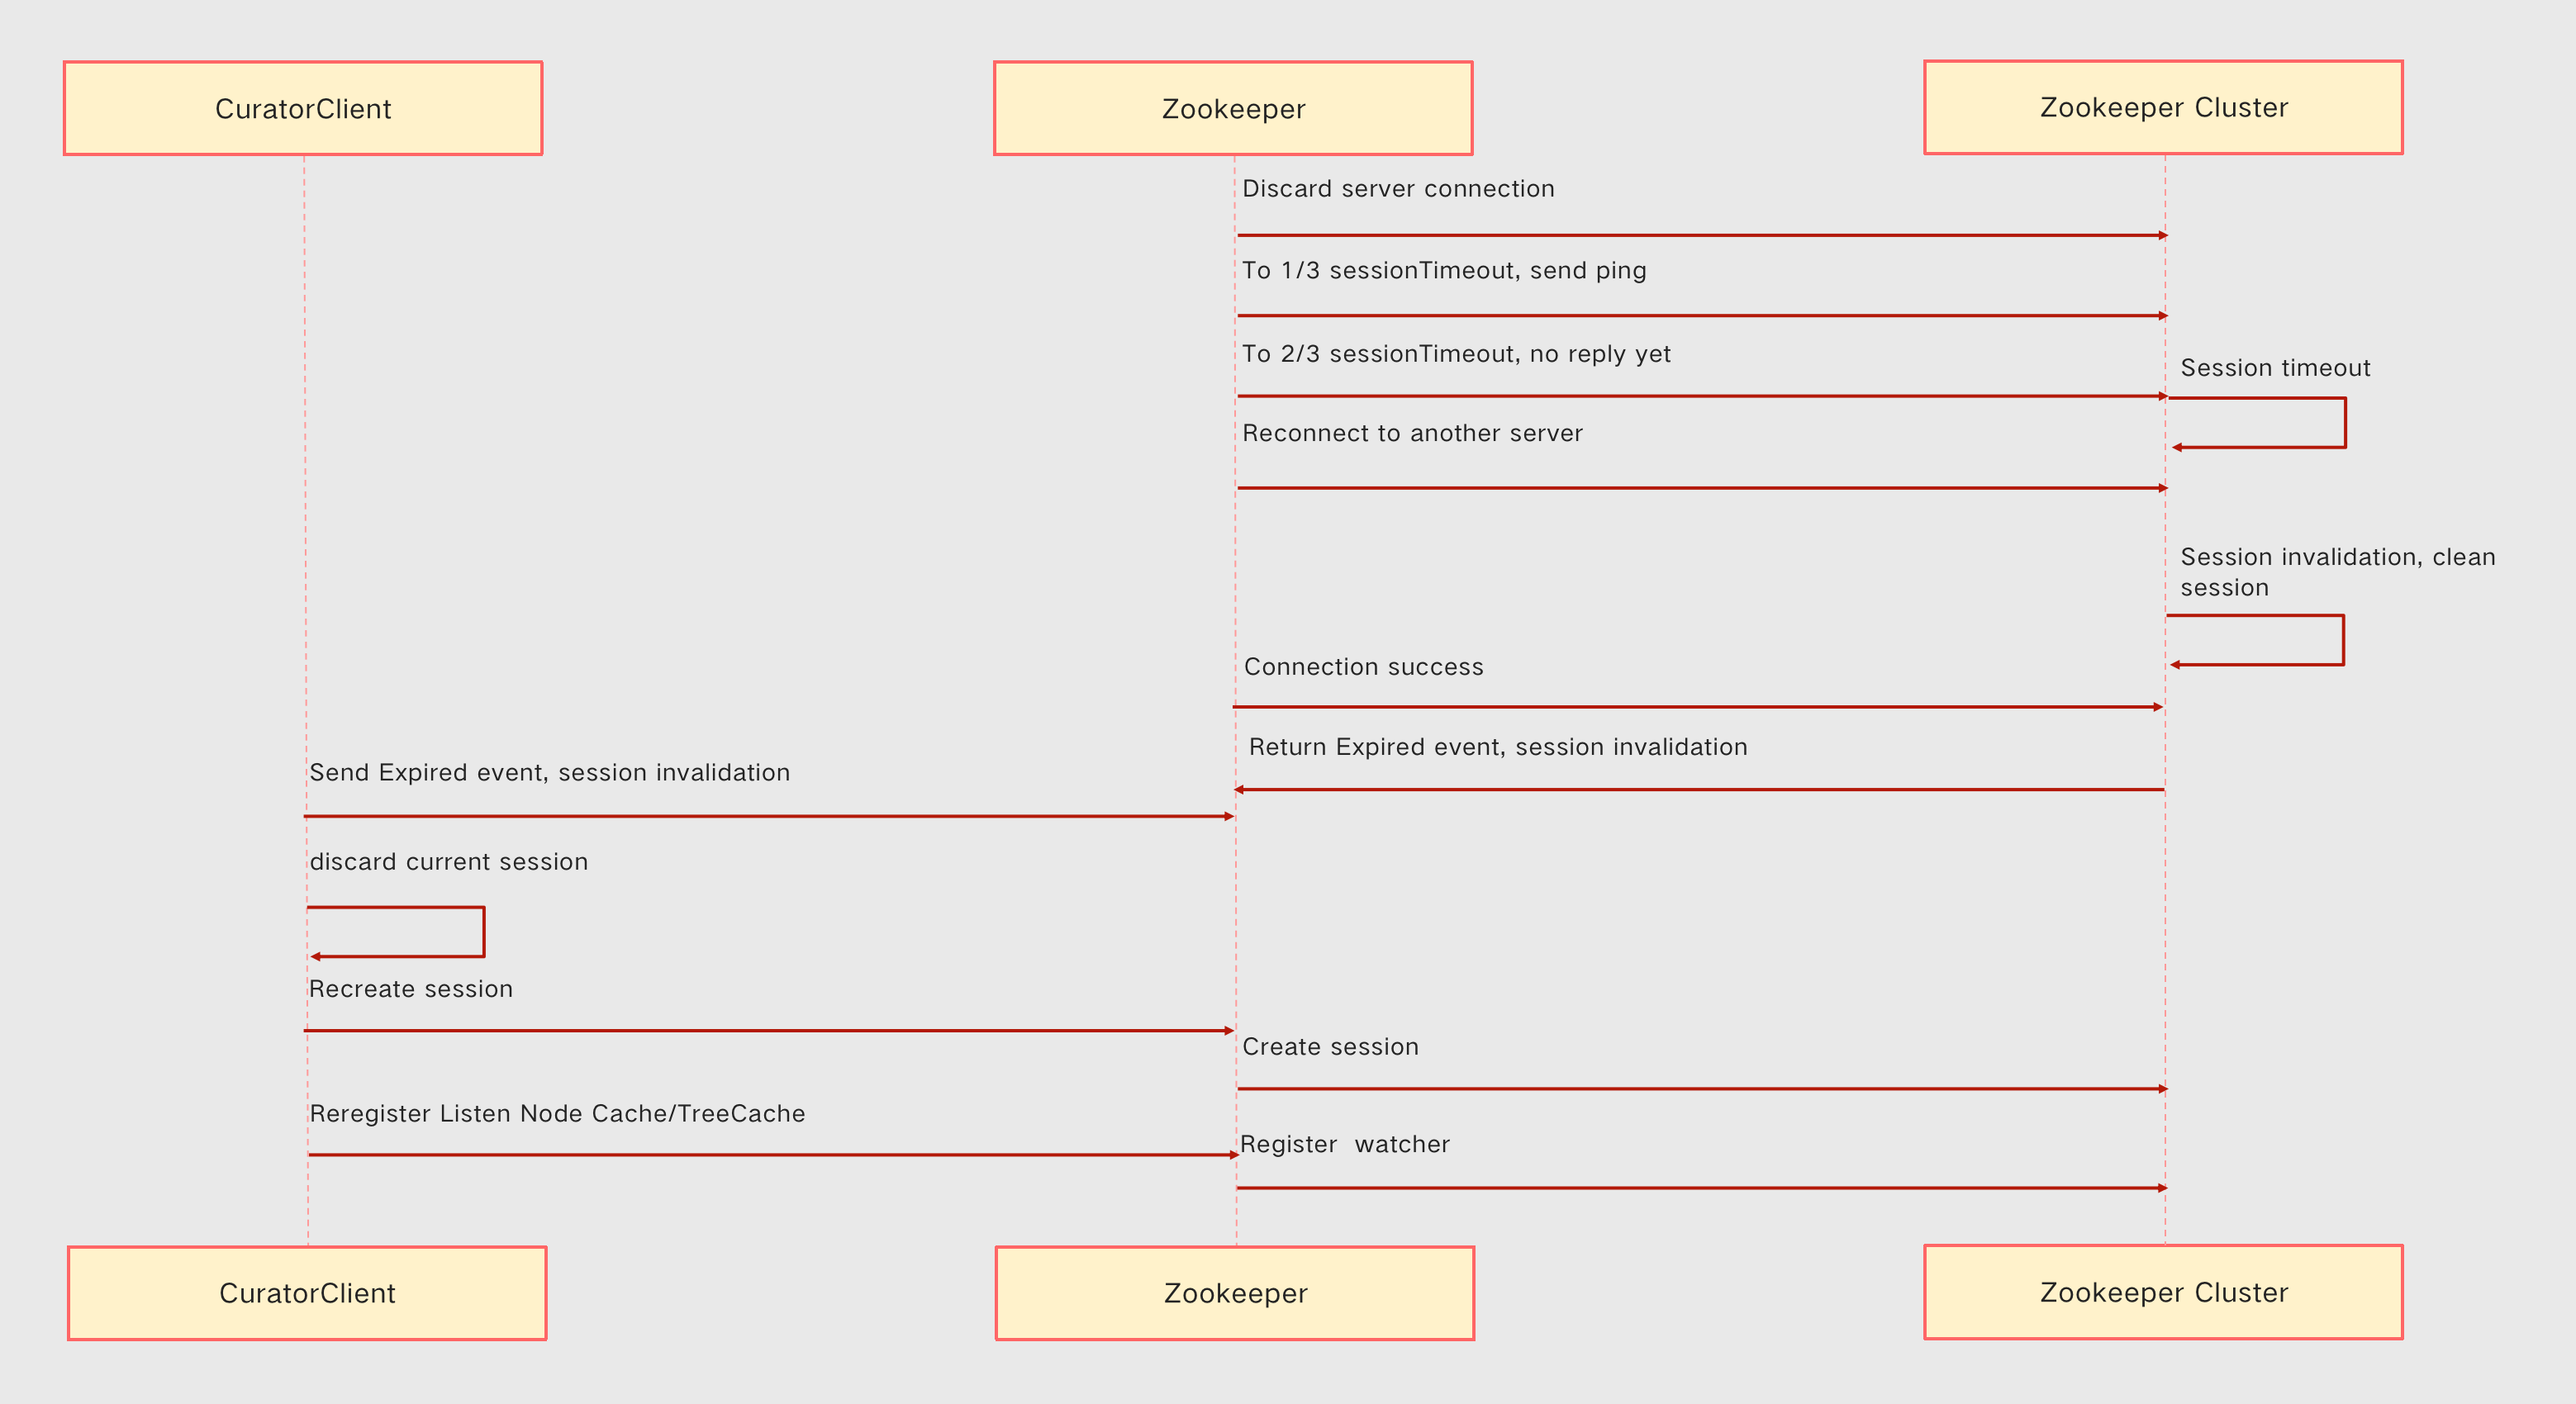 CuratorClient
Zookeeper
Zookeeper Cluster
Discard server connection
To 1/3 sessionTimeout, send ping
To 2/3 sessionTimeout, no reply yet
Session timeout
Reconnect to another server
Session invalidation, clean
session
Connection success
Return Expired event, session invalidation
Send Expired event, session invalidation
discard current session
Recreate session
Create session
Reregister Listen Node Cache/TreeCache
Register  watcher
CuratorClient
Zookeeper
Zookeeper Cluster